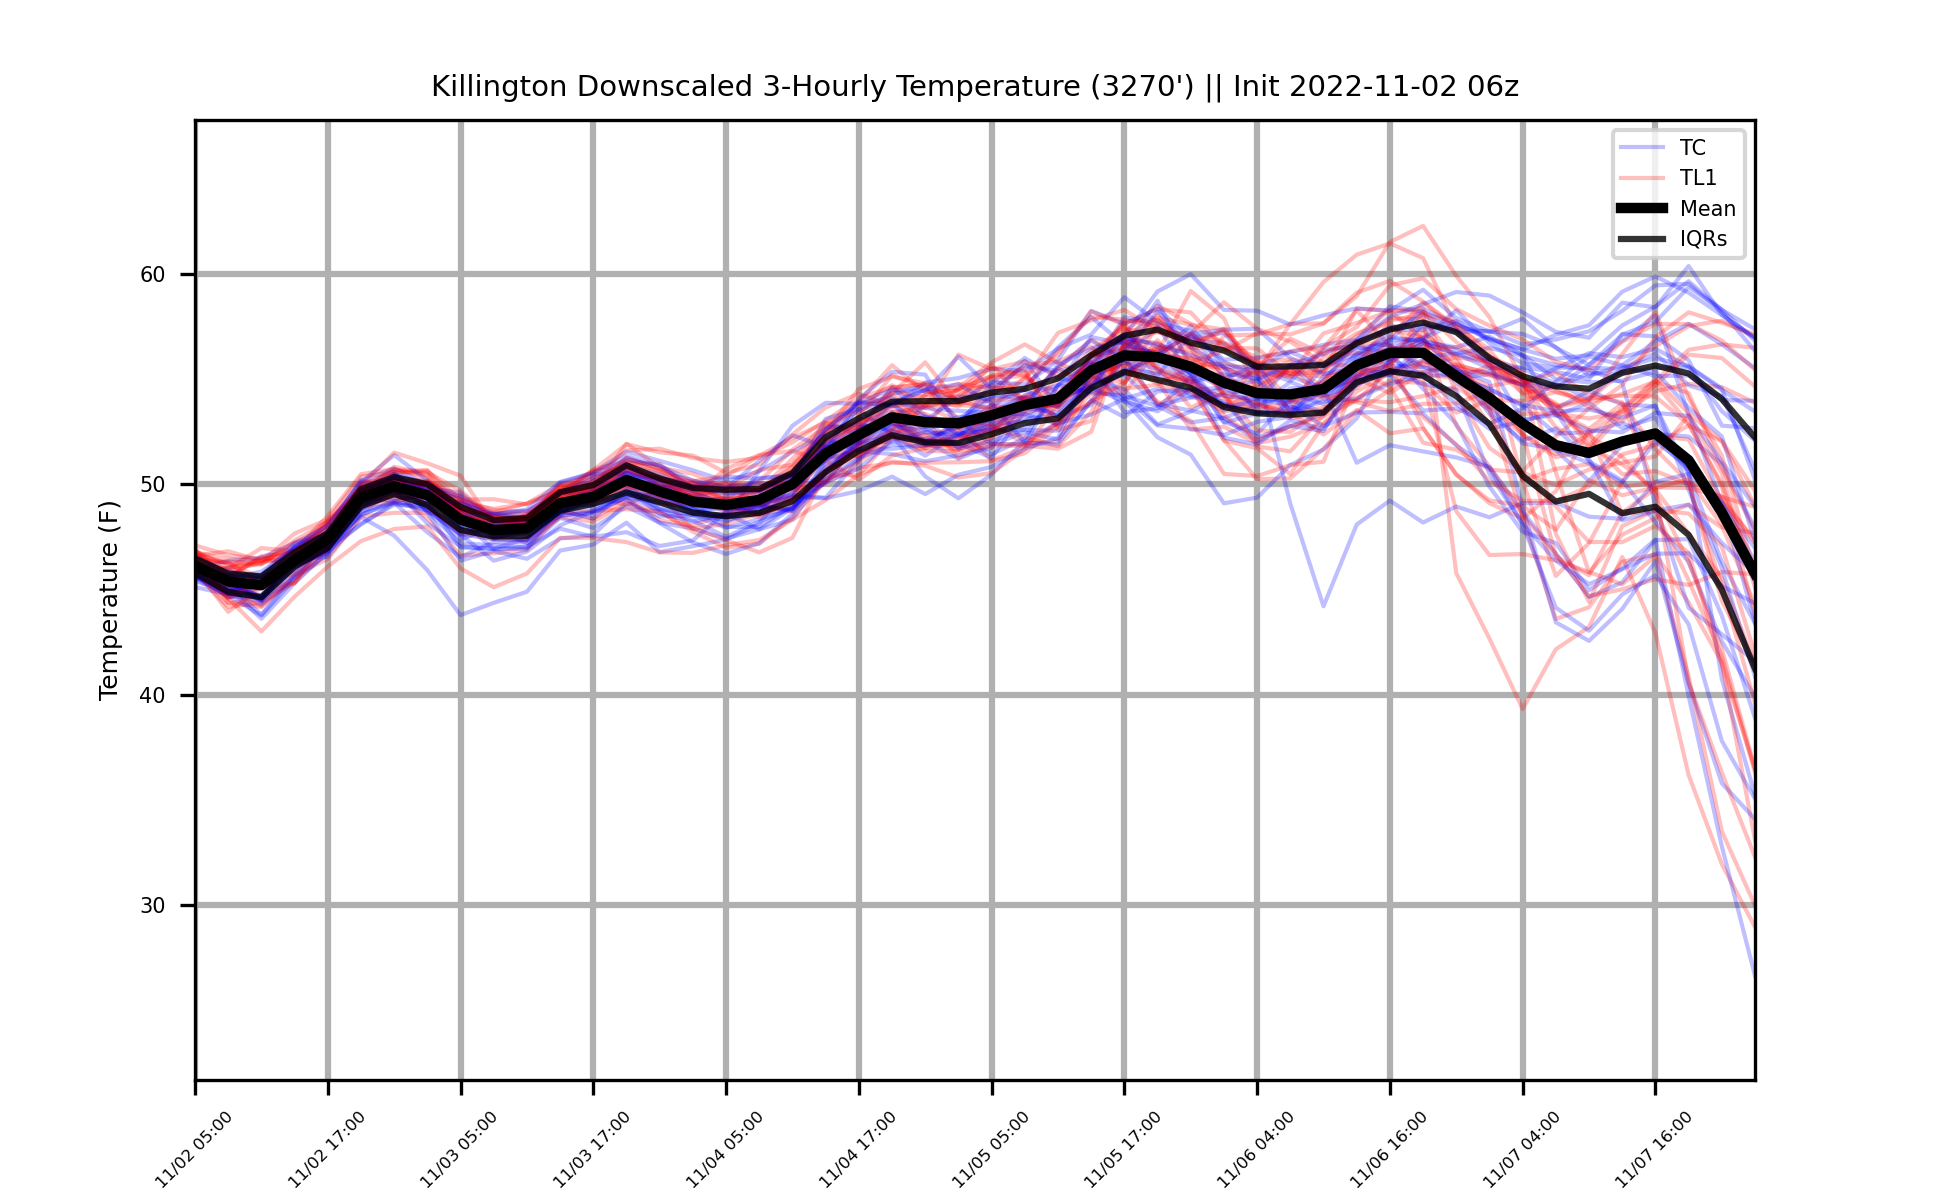 Killington Downscaled 3-Hourly Temperature (3270') || Init 2022-11-02 06z
TC
TL1
Mean
IQRs
Temperature (F)
60
50
40
30
11/02 05:00
11/02 17:00
11/03 05:00
11/03 17:00
11/04 05:00
11/04 17:00
11/05 05:00
11/05 17:00
11/06 04:00
11/06 16:00
11/07 04:00
11/07 16:00